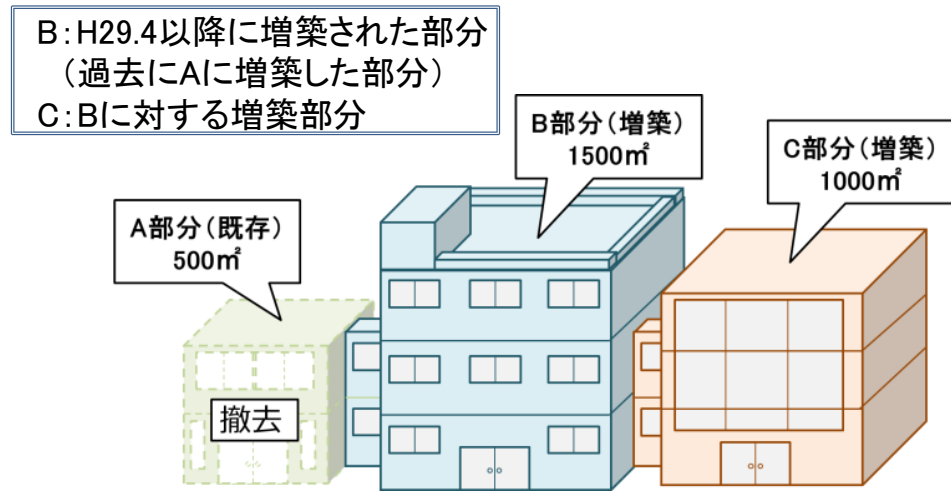 B:H29.4以降に増築された部分
(過去にAに増築した部分)
C:Bに対する増築部分
B部分(増築)
1500㎡
C部分(増築)
1000㎡
A部分(既存)
500㎡
撤去